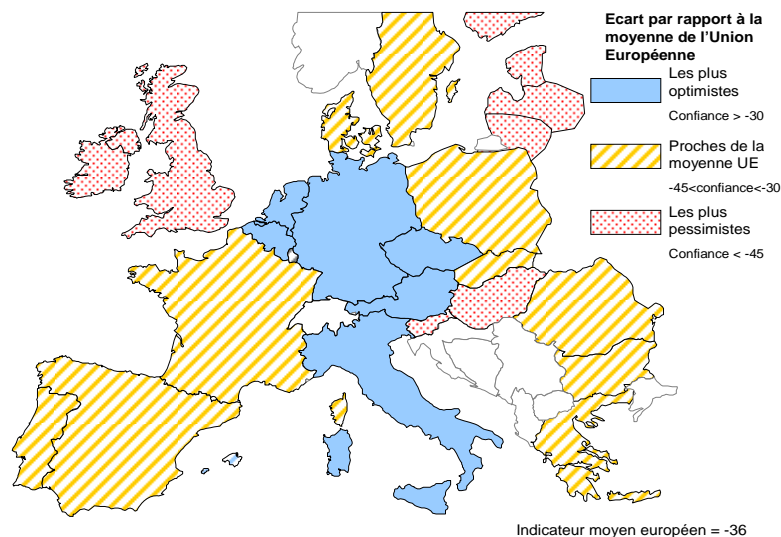 Ecart par rapport à la
moyenne de l'Union
Européenne
Les plus
optimistes
Confiance > -30
Proches de la
moyenne UE
-45<confiance<-30
Les plus
pessimistes
Confiance < -45
Indicateur moyen européen = -36